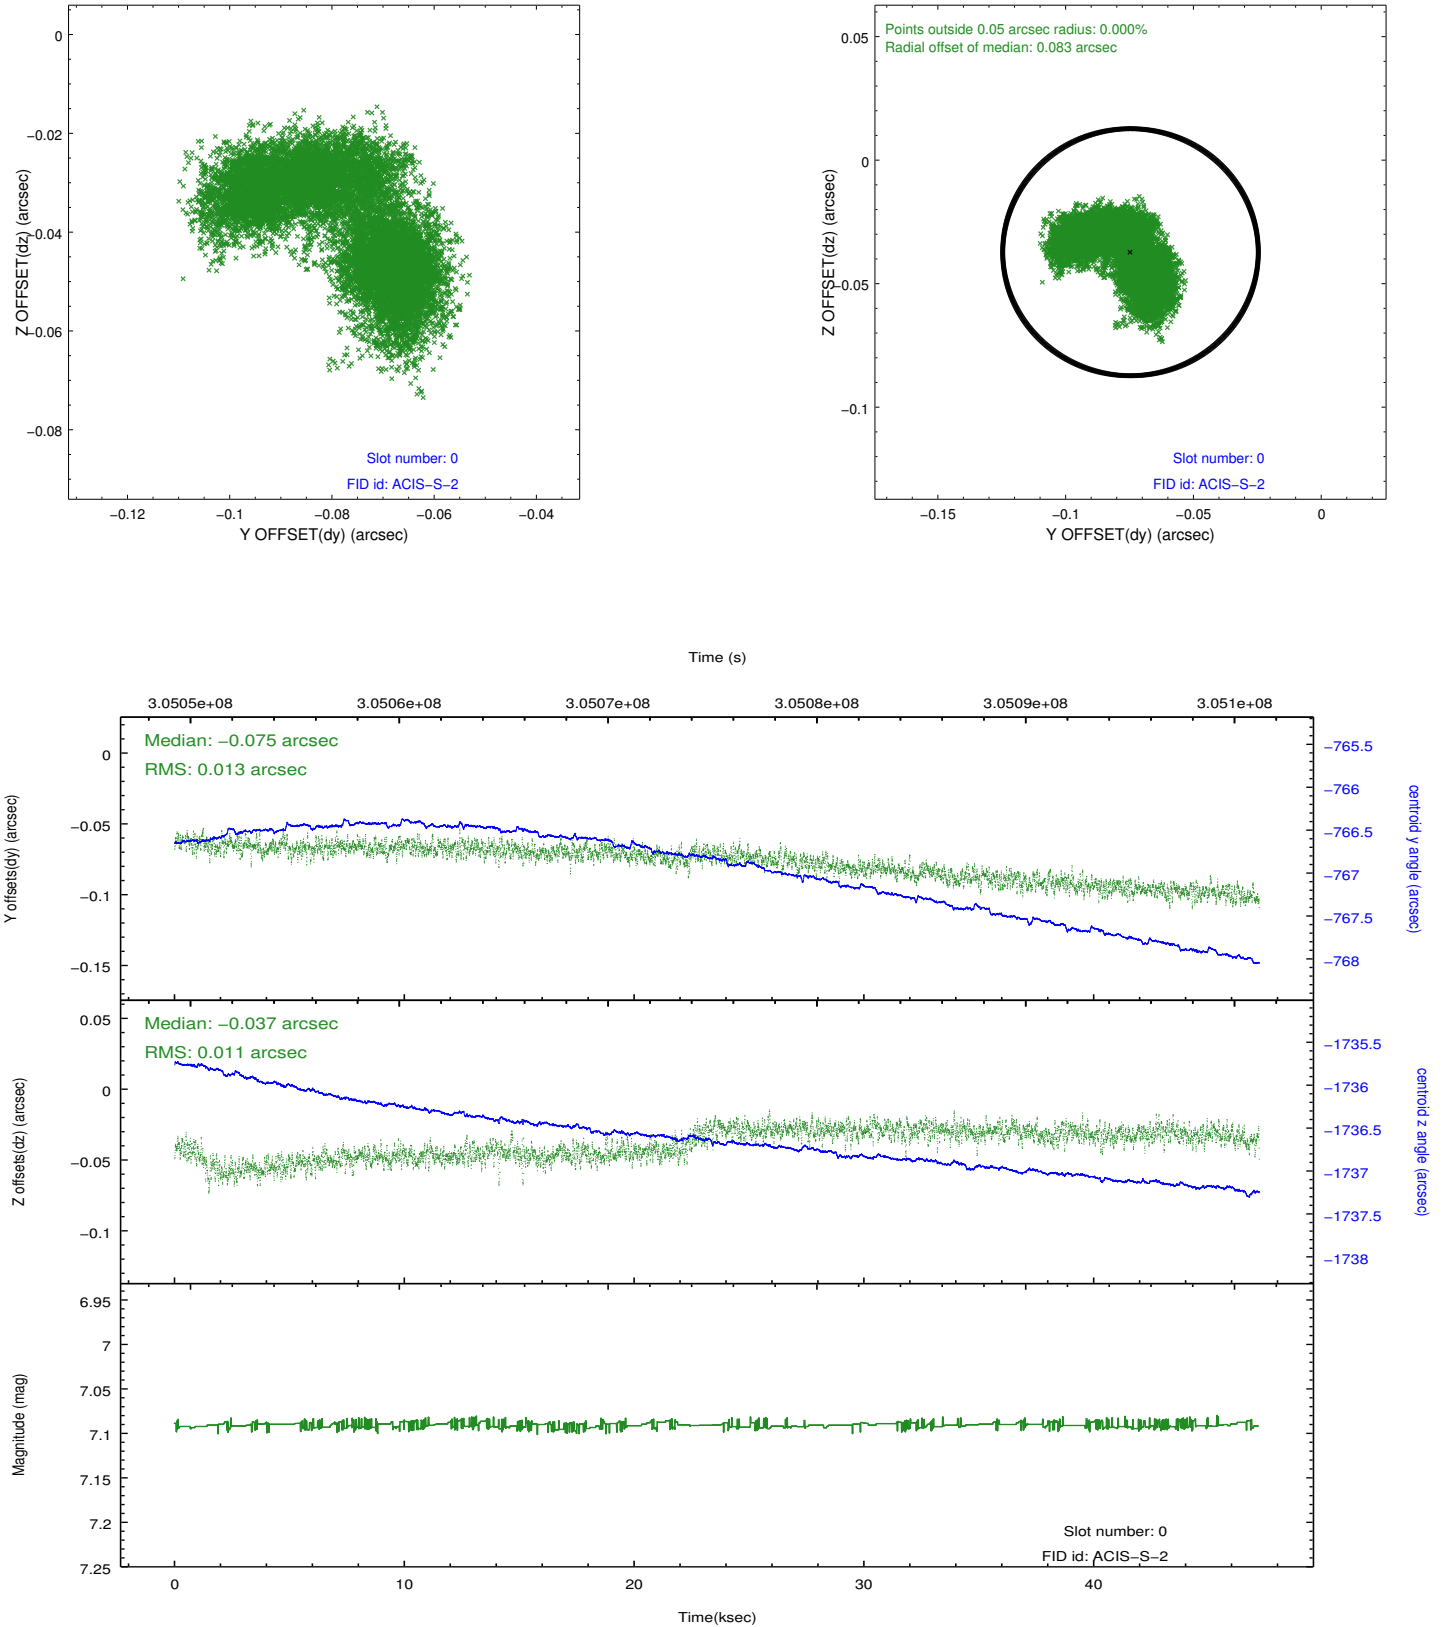 0
−0.02
−0.04
−0.06
−0.08
Z OFFSET(dz) (arcsec)
Slot number: 0
FID id: ACIS−S−2
−0.12
−0.1
−0.08
−0.06
−0.04
Y OFFSET(dy) (arcsec)
Points outside 0.05 arcsec radius: 0.000%
Radial offset of median: 0.083 arcsec
0.05
0
−0.05
−0.1
Z OFFSET(dz) (arcsec)
Slot number: 0
FID id: ACIS−S−2
−0.15
−0.1
−0.05
0
Y OFFSET(dy) (arcsec)
Time (s)
3.0505e+08
3.0506e+08
3.0507e+08
3.0508e+08
3.0509e+08
3.051e+08
Median: −0.075 arcsec
RMS: 0.013 arcsec
0
−0.05
−0.1
−0.15
Y offsets(dy) (arcsec)
−765.5
−766
−766.5
−767
−767.5
−768
centroid y angle (arcsec)
Median: −0.037 arcsec
RMS: 0.011 arcsec
0.05
0
−0.05
−0.1
Z offsets(dz) (arcsec)
−1735.5
−1736
−1736.5
−1737
−1737.5
−1738
centroid z angle (arcsec)
6.95
7
7.05
7.1
7.15
7.2
7.25
Magnitude (mag)
Slot number: 0
FID id: ACIS−S−2
0
10
20
30
40
Time(ksec)